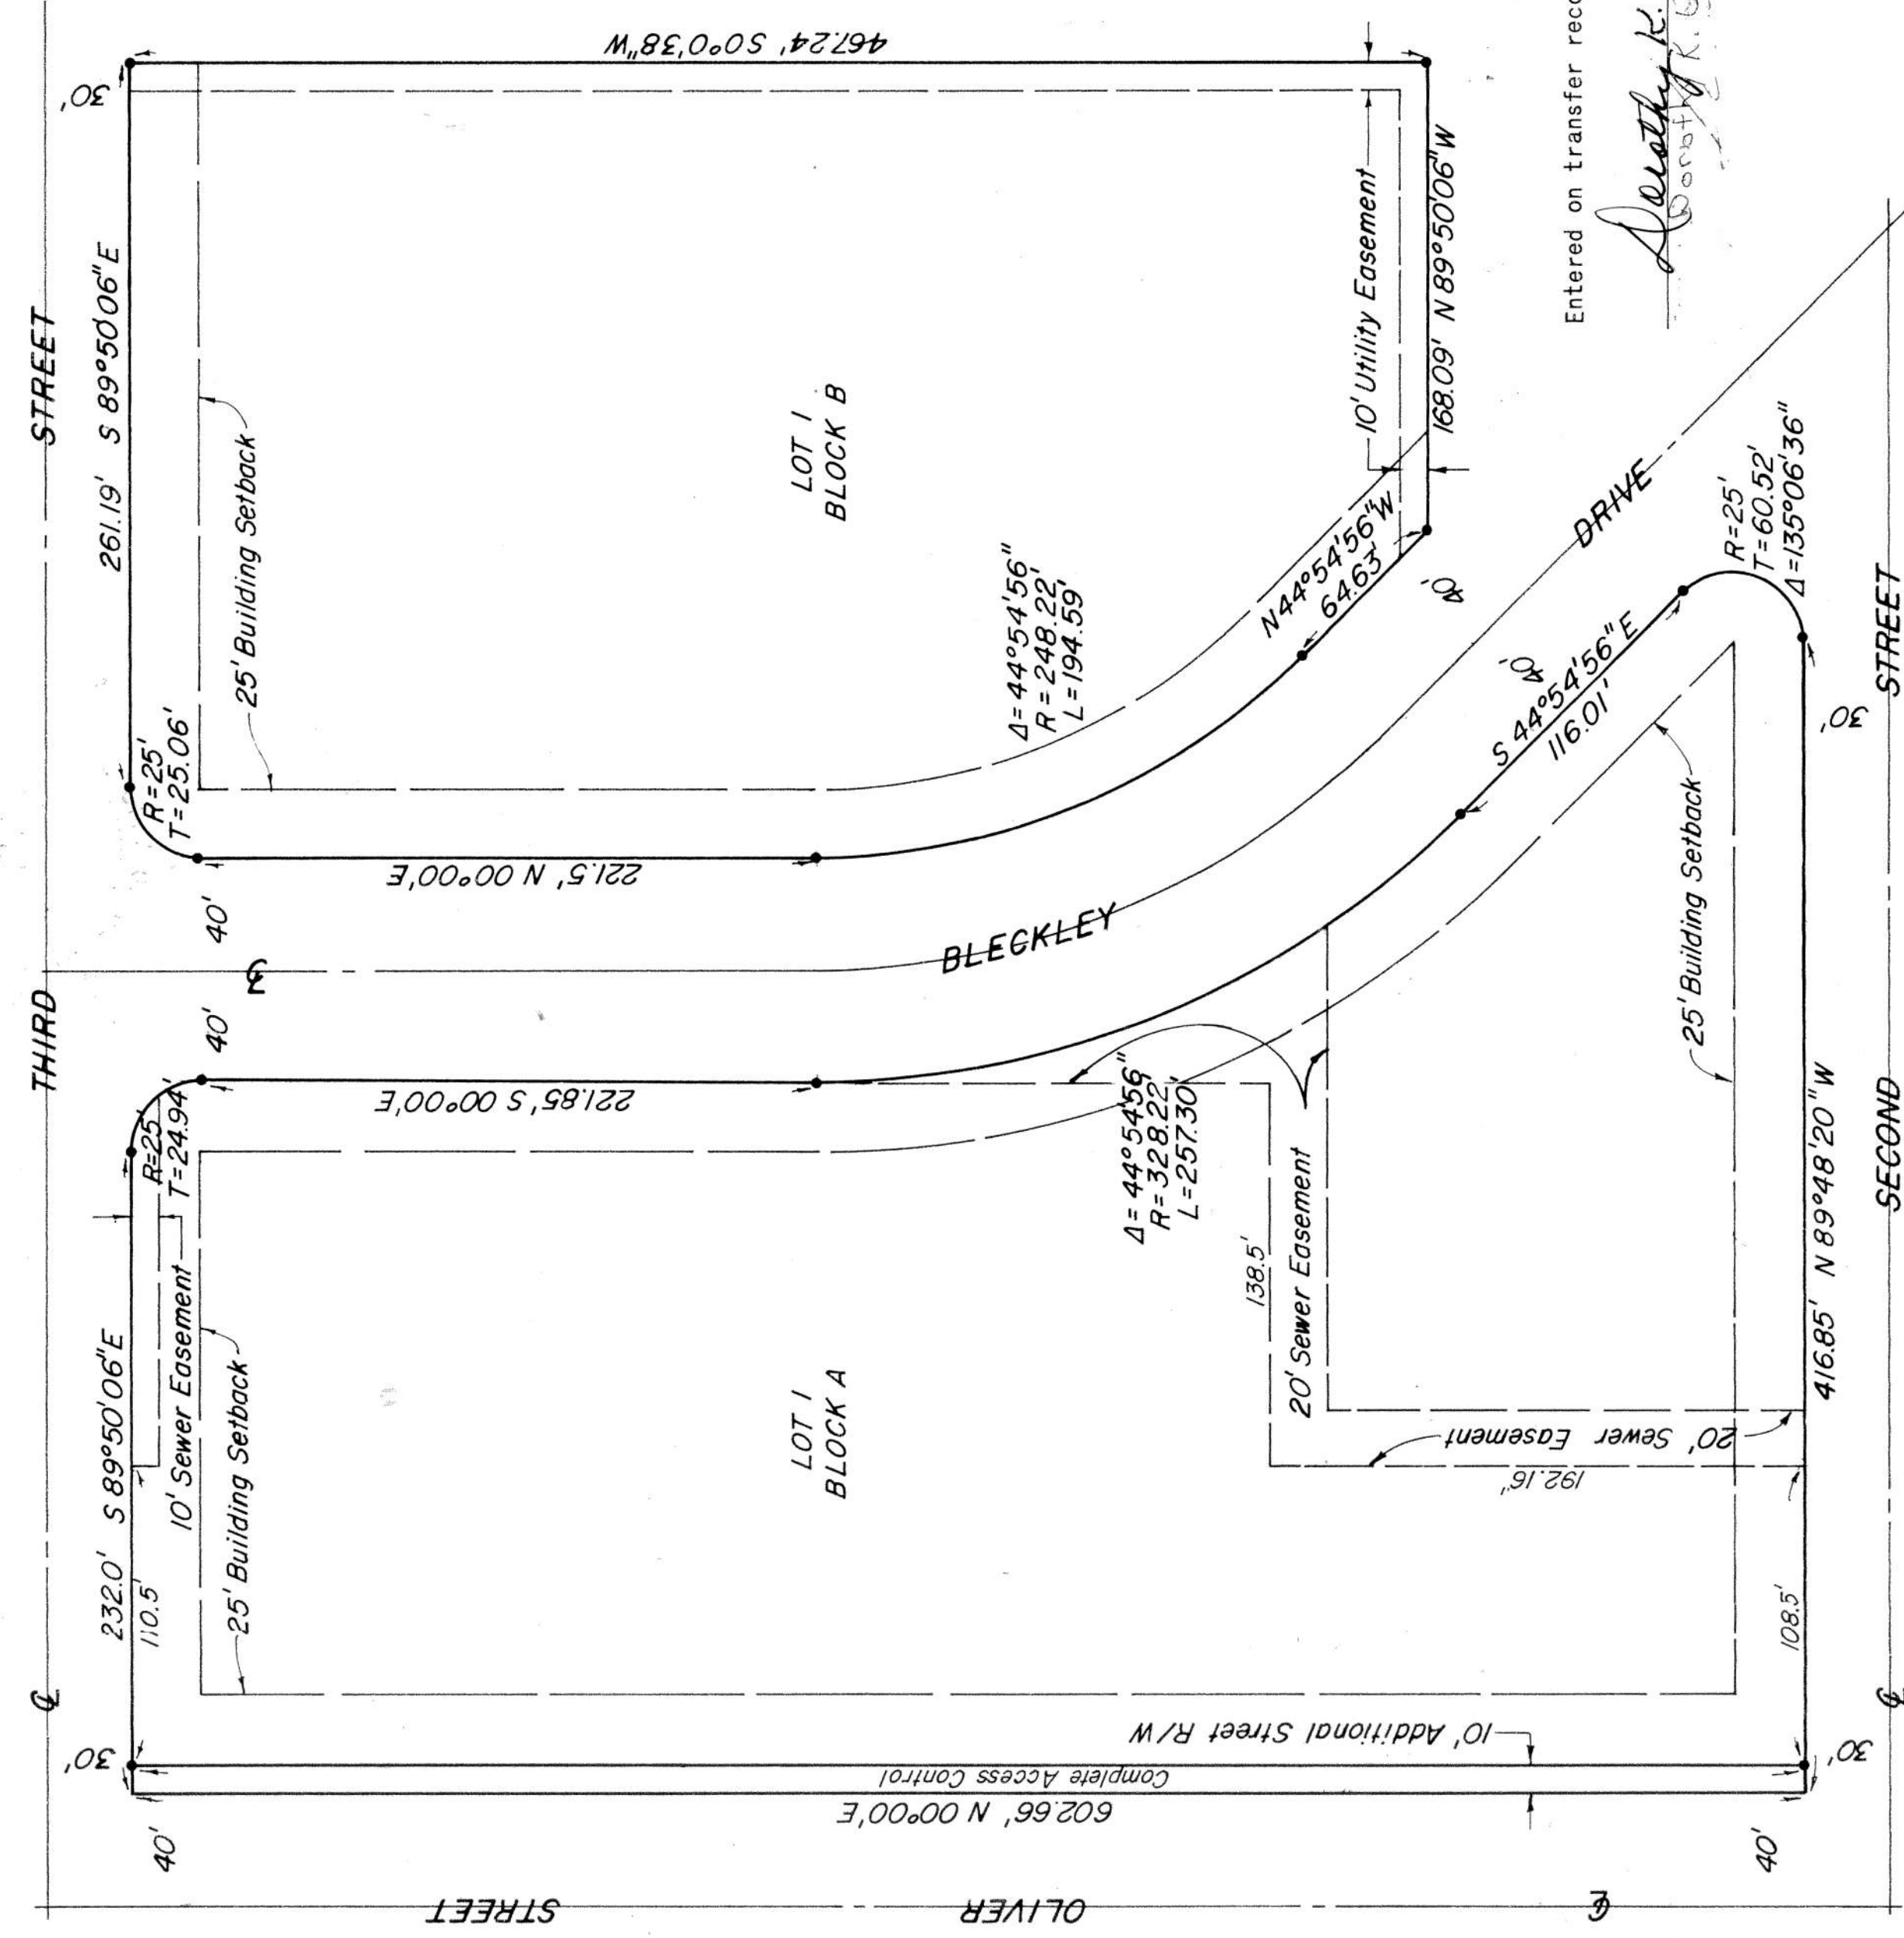 THIRD STREET
℄
℄
30'
232.0' S 89°50'06"E
110.5'
R=25'
T=24.94'
10' Sewer Easement
25' Building Setback
40'
40'
R=25'
T=25.06'
261.19' S 89°50'06"E
30'
25' Building Setback
467.24' S0°0'38"W
221.5' N 00°00'E
221.85' S 00°00'E
LOT 1
BLOCK A
LOT 1
BLOCK B
BLECKLEY DRIVE
Δ=44°54'56"
R=248.22'
L=194.59'
N44°54'56"W
64.63'
10' Utility Easement
168.09' N 89°50'06"W
40'
40'
Δ=44°54'56"
R=328.22'
L=257.30'
138.5'
20' Sewer Easement
20' Sewer Easement
192.16"
S 44°54'56"E
116.01'
R=25'
T=60.52'
Δ=135°06'36"
25' Building Setback
416.85' N 89°48'20"W
108.5'
30'
30'
10' Additional Street R/W
Complete Access Control
602.66' N 00°00'E
40'
40'
OLIVER STREET
℄
SECOND STREET
℄
Entered on transfer
Dorothy K.
Dorothy K.